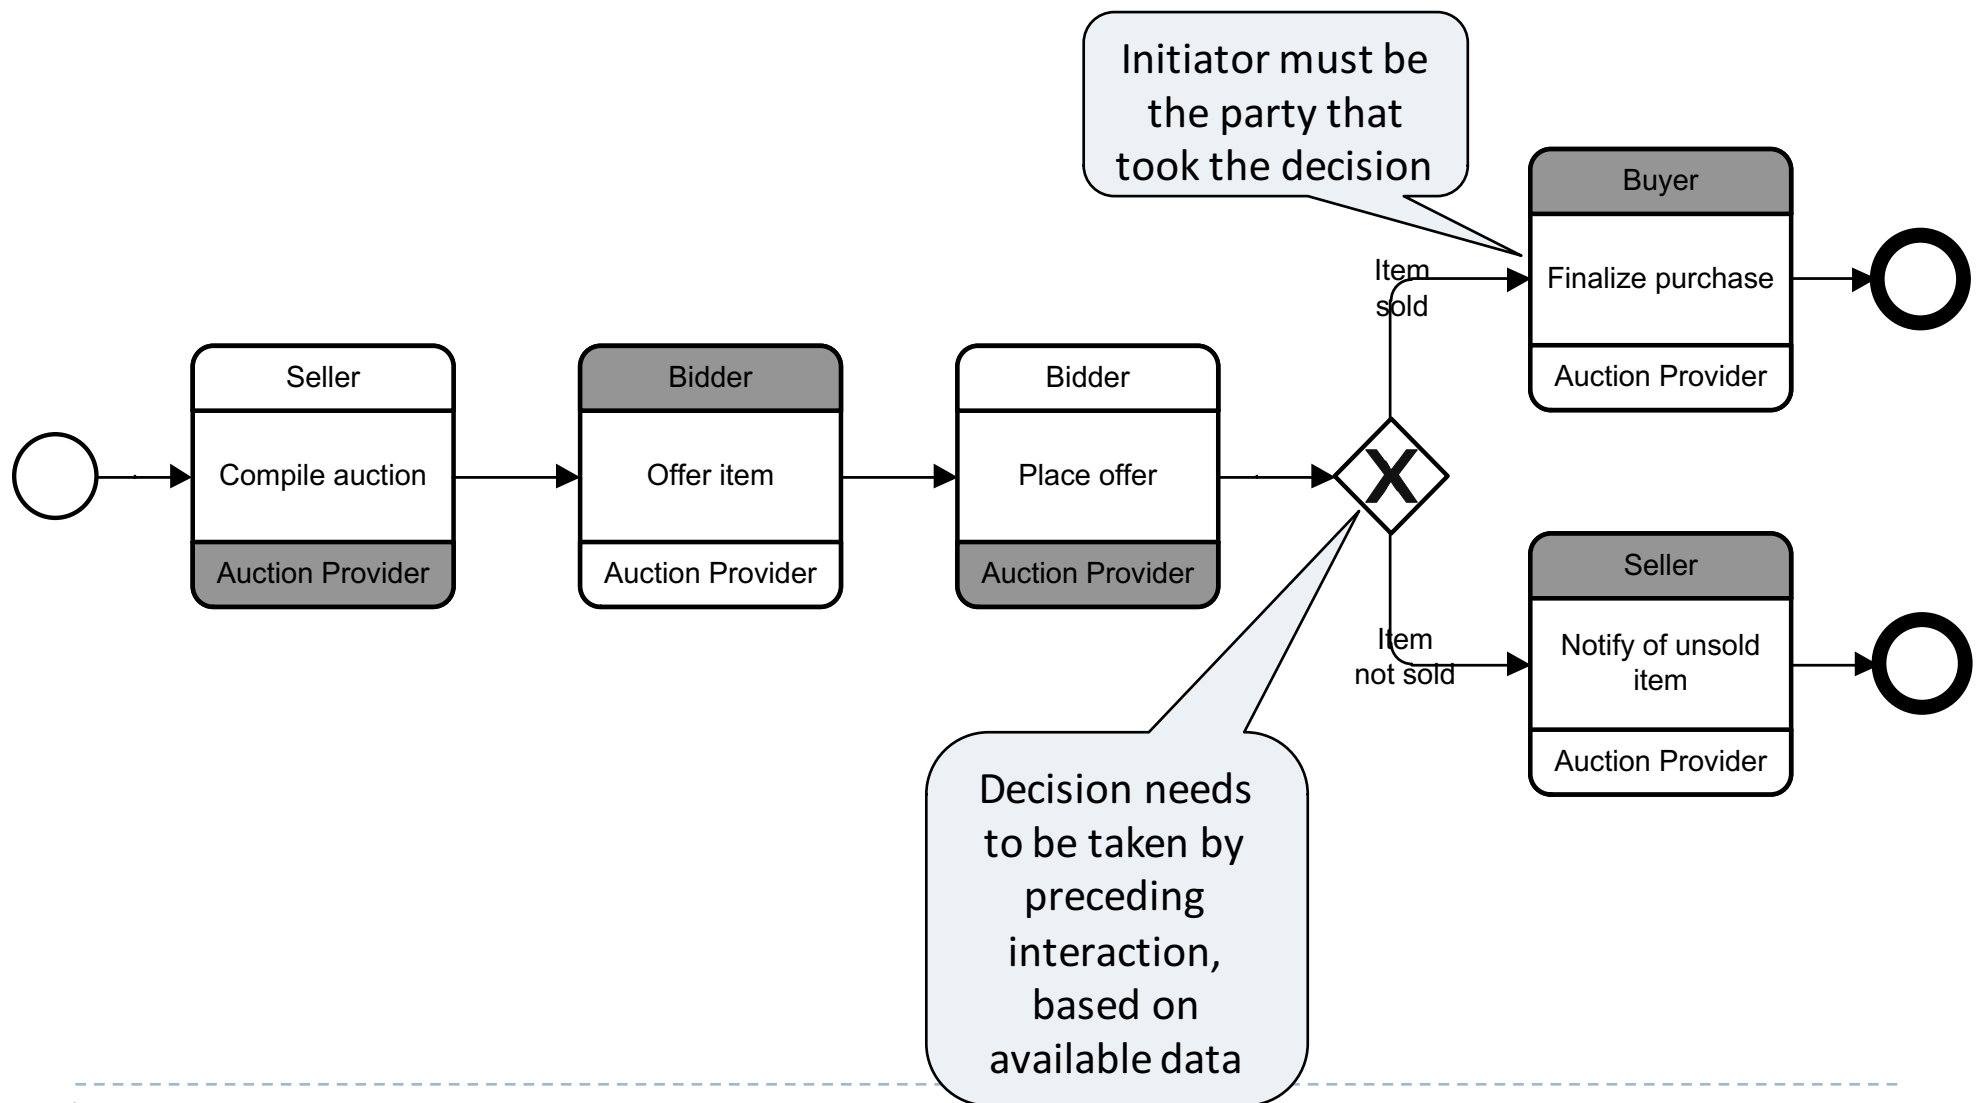 Initiator must be
the party that
took the decision
Seller
Compile auction
Auction Provider
Bidder
Offer item
Auction Provider
Bidder
Place offer
Auction Provider
X
Item
sold
Buyer
Finalize purchase
Auction Provider
Item
not sold
Seller
Notify of unsold
item
Auction Provider
Decision needs
to be taken by
preceding
interaction,
based on
available data